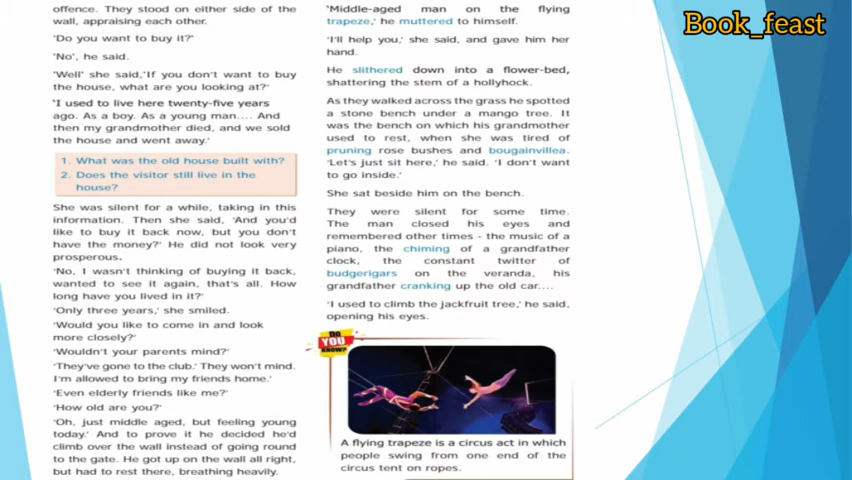 offence. They stood on either side of the
wall, appraising each other.
'Do you want to buy it?'
'No', he said.
'Well' she said,'If you don't want to buy
the house, what are you looking at?'
'I used to live here twenty-five years
ago. As a boy. As a young man.... And
then my grandmother died, and we sold
the house and went away.'
1. What was the old house built with?
2. Does the visitor still live in the
house?
She was silent for a while, taking in this
information. Then she said, 'And you'd
like to buy it back now, but you don't
have the money?' He did not look very
prosperous.
'No, I wasn't thinking of buying it back,
wanted to see it again, that's all. How
long have you lived in it?'
'Only three years,' she smiled.
'Would you like to come in and look
more closely?'
'Wouldn't your parents mind?'
'They've gone to the club.' They won't mind.
I'm allowed to bring my friends home.'
'Even elderly friends like me?'
'How old are you?'
'Oh, just middle aged, but feeling young
today.' And to prove it he decided he'd
climb over the wall instead of going round
to the gate. He got up on the wall all right,
but had to rest there, breathing heavily.
'Middle-aged man on the flying
trapeze,' he muttered to himself.
'I'll help you,' she said, and gave him her
hand.
He slithered down into a flower-bed,
shattering the stem of a hollyhock.
As they walked across the grass he spotted
a stone bench under a mango tree. It
was the bench on which his grandmother
used to rest, when she was tired of
pruning rose bushes and bougainvillea.
'Let's just sit here,' he said. 'I don't want
to go inside.'
She sat beside him on the bench.
They were silent for some time.
The man closed his eyes and
remembered other times - the music of a
piano, the chiming of a grandfather
clock, the constant twitter of
budgerigars on the veranda, his
grandfather cranking up the old car....
'I used to climb the jackfruit tree,' he said,
opening his eyes.
DO
YOU
KNOW?
A flying trapeze is a circus act in which
people swing from one end of the
circus tent on ropes.
Book_feast